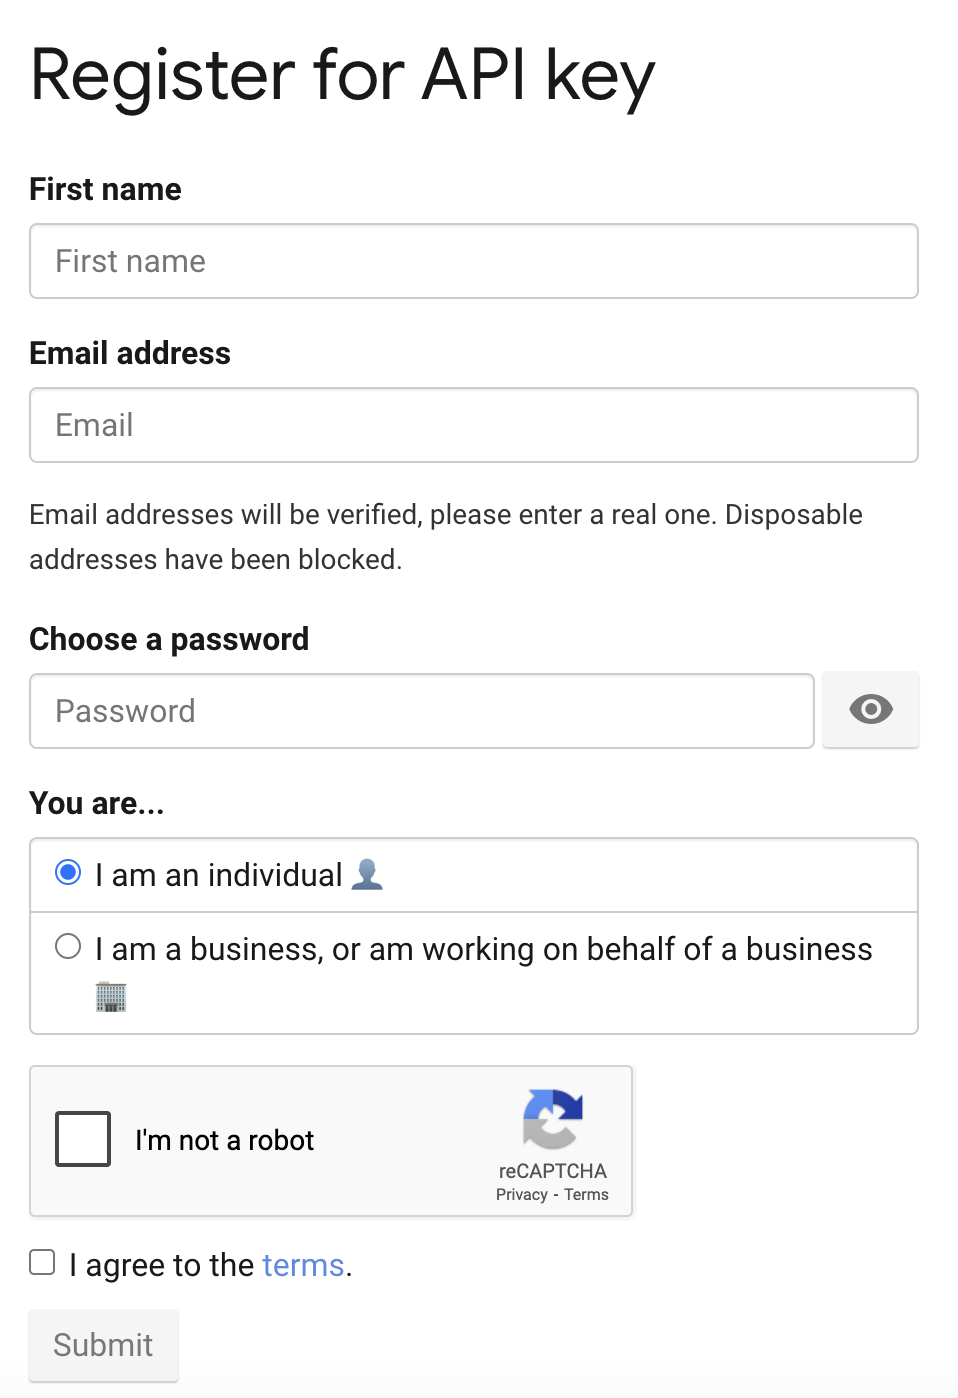 Register for API key
First name
First name
Email address
Email
Email addresses will be verified, please enter a real one. Disposable
addresses have been blocked.
Choose a password
Password
You are...
I am an individual 👤
I am a business, or am working on behalf of a business
🏢
I'm not a robot
reCAPTCHA
Privacy - Terms
I agree to the terms.
Submit